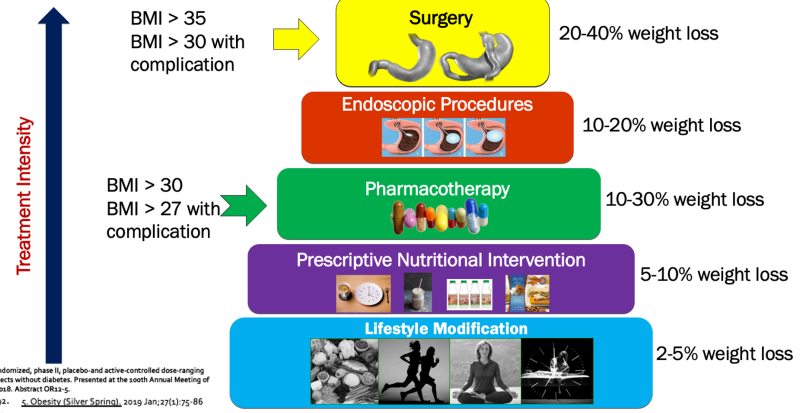 Treatment Intensity
BMI > 35
BMI > 30 with
complication
Surgery
20-40% weight loss
Endoscopic Procedures
10-20% weight loss
BMI > 30
BMI > 27 with
complication
Pharmacotherapy
10-30% weight loss
Prescriptive Nutritional Intervention
5-10% weight loss
Lifestyle Modification
2-5% weight loss
ndomized, phase II, placebo-and active-controlled dose-ranging
ects without diabetes. Presented at the 100th Annual Meeting of
018. Abstract OR12-5.
92. 5. Obesity (Silver Spring). 2019 Jan;27(1):75-86